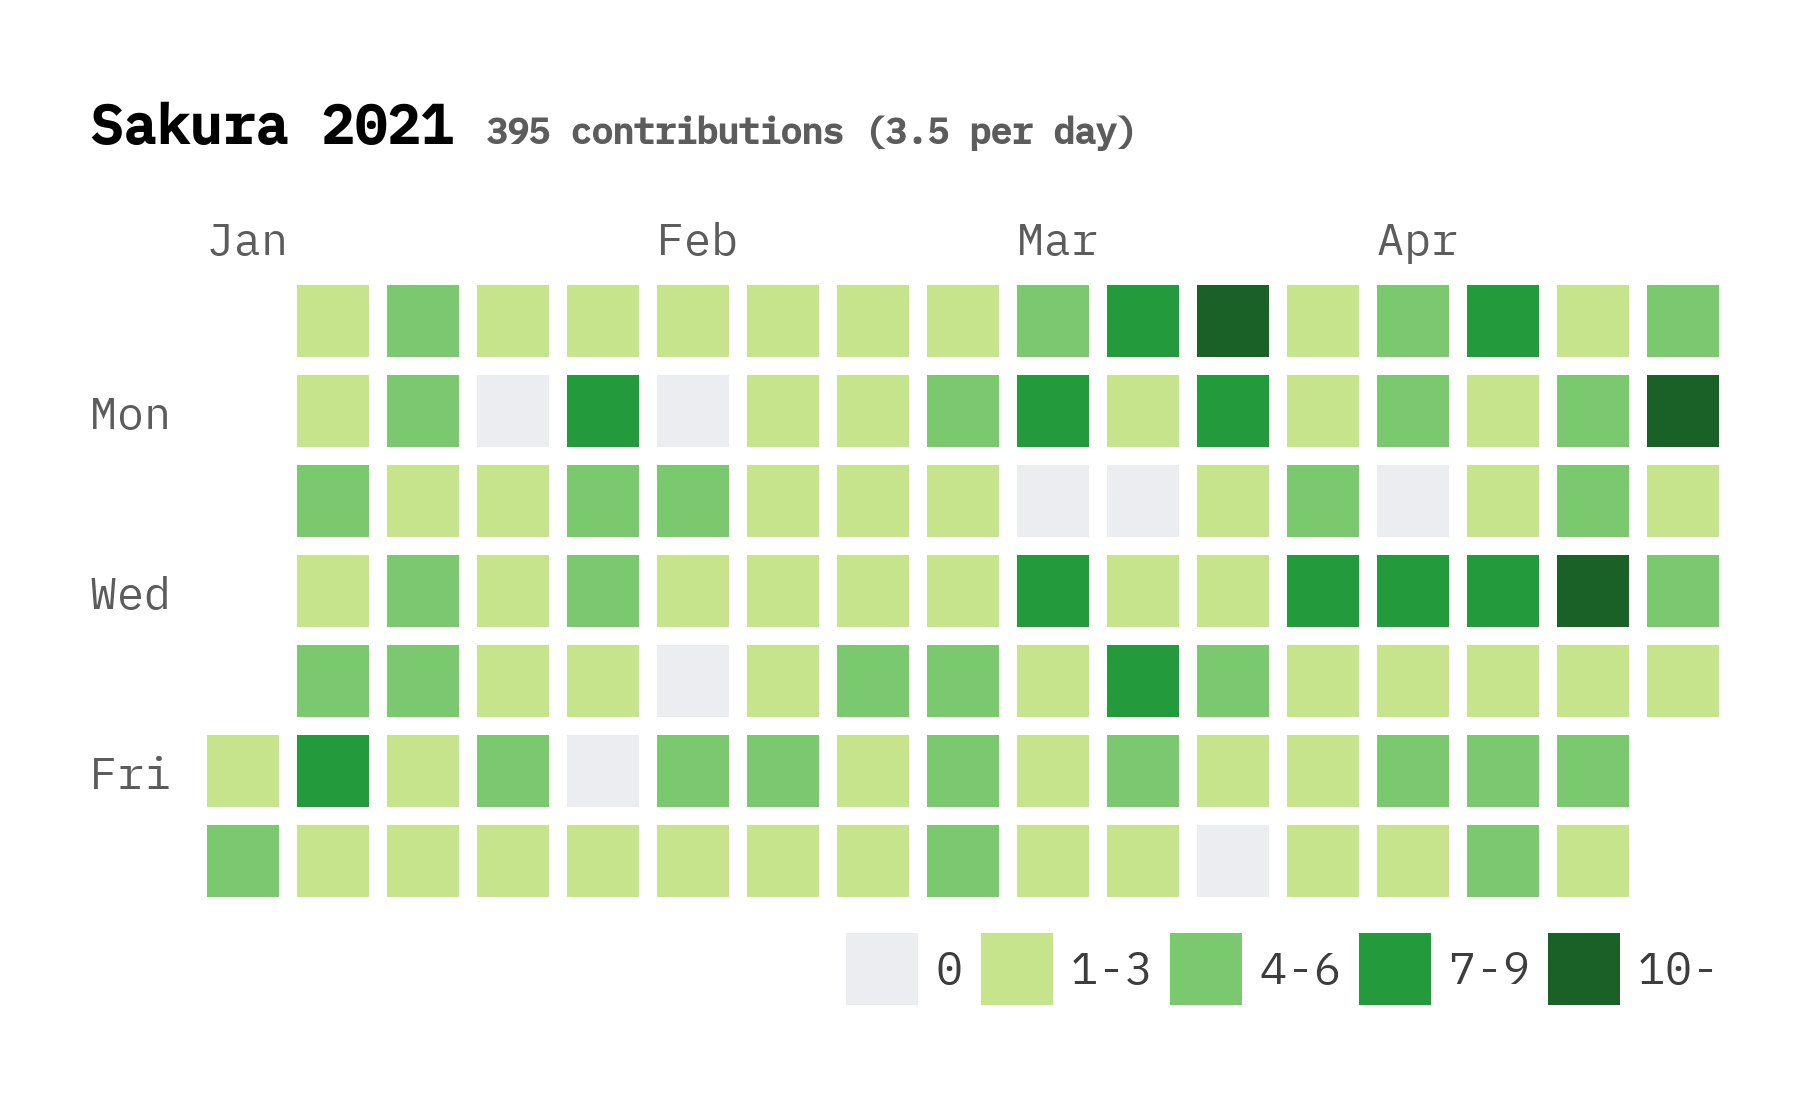 Sakura 2021 395 contributions (3.5 per day)
Jan Feb Mar Apr
Mon
Wed
Fri
0 1-3 4-6 7-9 10-